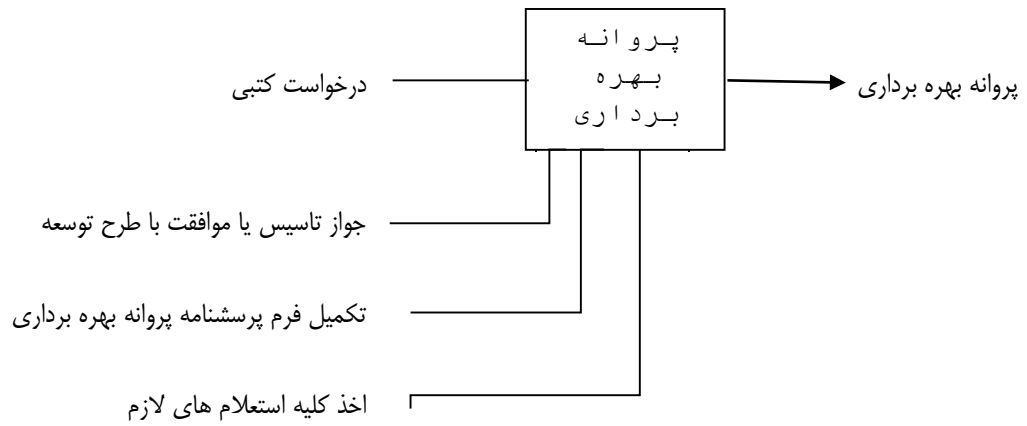 پروانه
بهره
برداری
درخواست کتبی
پروانه بهره برداری
جواز تاسیس یا موافقت با طرح توسعه
تکمیل فرم پرسشنامه پروانه بهره برداری
اخذ کلیه استعلام های لازم